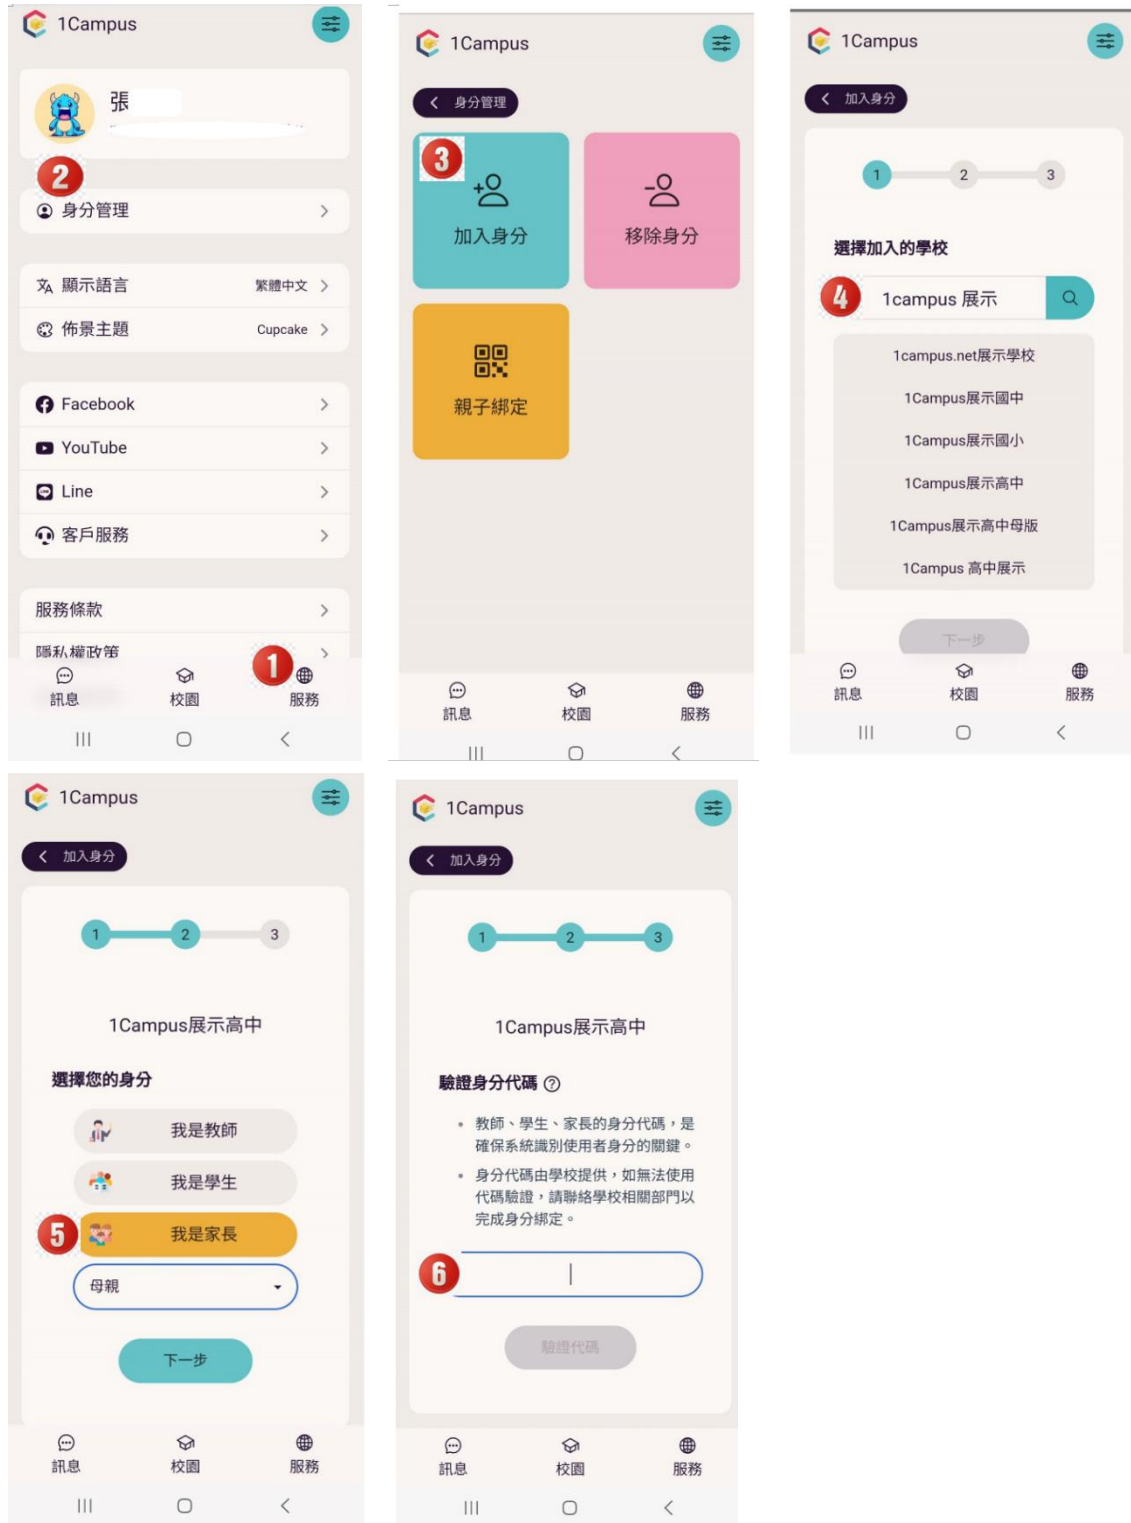 1Campus
張
2
身分管理
顯示語言 繁體中文
佈景主題 Cupcake
Facebook
YouTube
Line
客戶服務
服務條款
隱私權政策
1
訊息 校園 服務
1Campus
身分管理
3
加入身分 移除身分
親子綁定
訊息 校園 服務
1Campus
加入身分
1 2 3
選擇加入的學校
4 1campus 展示
1campus.net展示學校
1Campus展示國中
1Campus展示國小
1Campus展示高中
1Campus展示高中母版
1Campus 高中展示
下一步
訊息 校園 服務
1Campus
加入身分
1 2 3
1Campus展示高中
選擇您的身分
我是教師
我是學生
5 我是家長
母親
下一步
訊息 校園 服務
1Campus
加入身分
1 2 3
1Campus展示高中
驗證身分代碼 ?
• 教師、學生、家長的身分代碼，是
確保系統識別使用者身分的關鍵。
• 身分代碼由學校提供，如無法使用
代碼驗證，請聯絡學校相關部門以
完成身分綁定。
6
驗證代碼
訊息 校園 服務